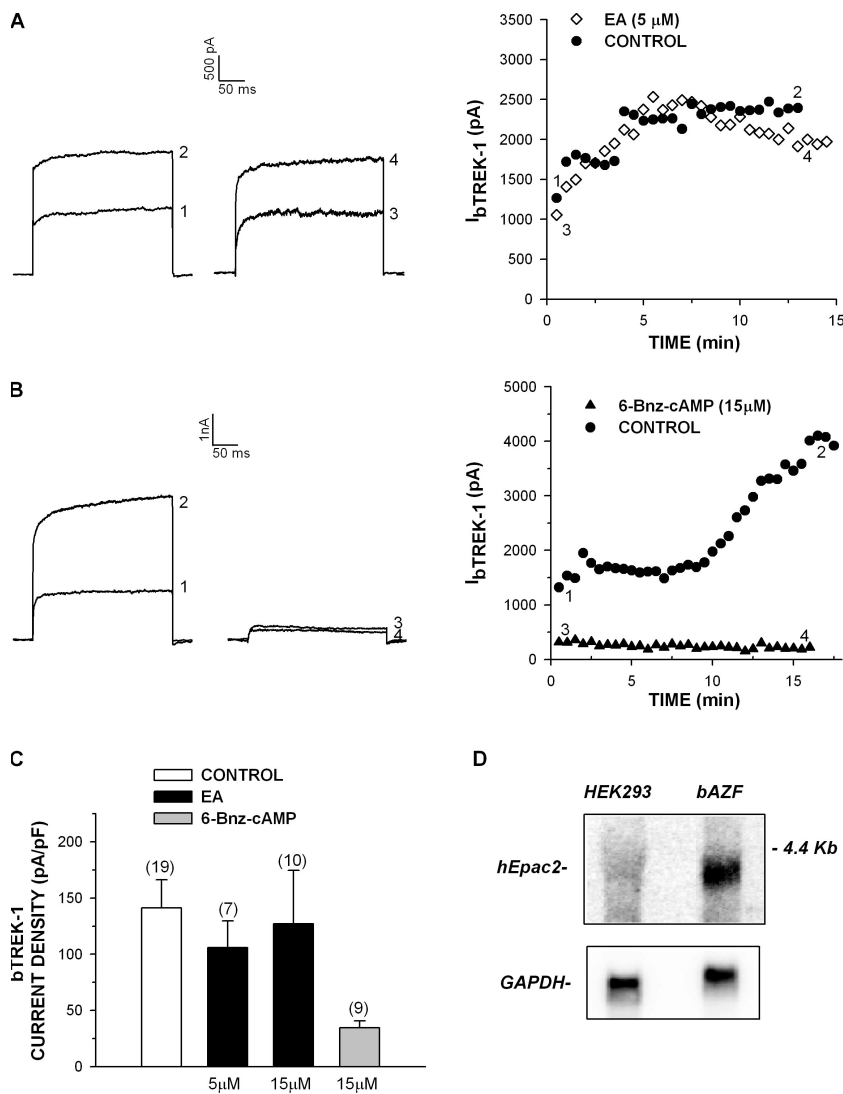 A
500 pA
50 ms
2
1
4
3
3500
3000
2500
2000
1500
1000
500
0
I bTREK-1 (pA)
EA (5 μM)
CONTROL
1
2
3
4
0
5
10
15
TIME (min)
B
1nA
50 ms
2
1
3
4
5000
4000
3000
2000
1000
0
I bTREK-1 (pA)
6-Bnz-cAMP (15μM)
CONTROL
1
2
3
4
0
5
10
15
TIME (min)
C
CONTROL
EA
6-Bnz-cAMP
bTREK-1
CURRENT DENSITY (pA/pF)
200
150
100
50
0
(19)
(7)
(10)
(9)
5μM
15μM
15μM
D
HEK293
bAZF
hEpac2-
- 4.4 Kb
GAPDH-